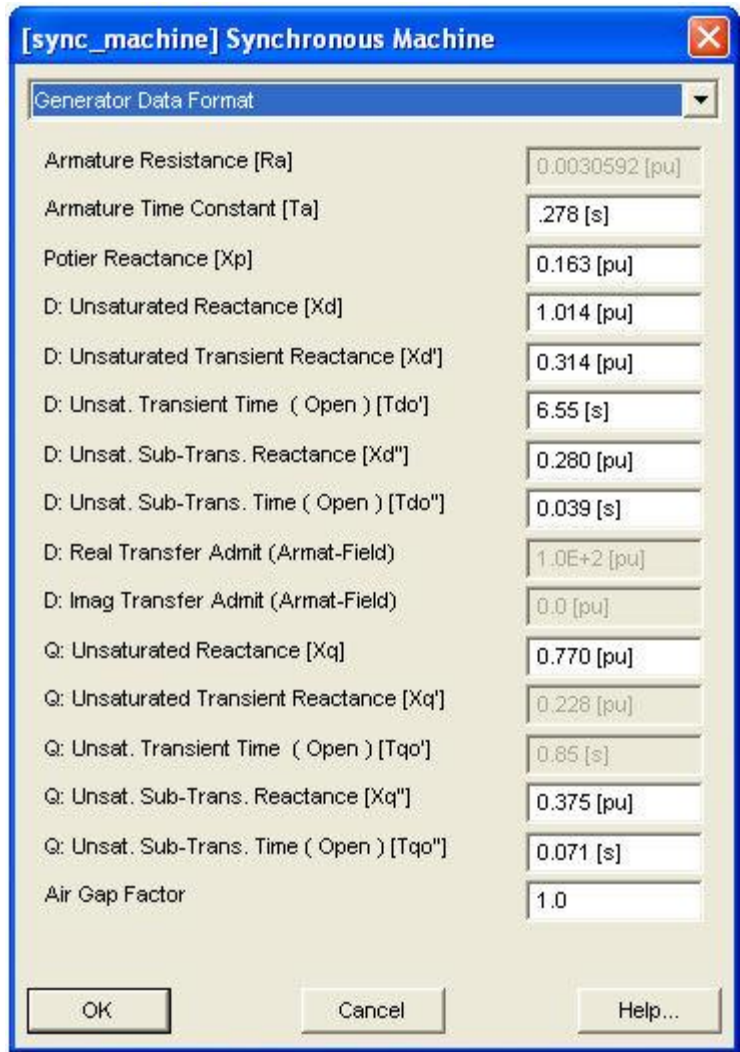 [sync_machine] Synchronous Machine
Generator Data Format
Armature Resistance [Ra] 0.0030592 [pu]
Armature Time Constant [Ta] .278 [s]
Potier Reactance [Xp] 0.163 [pu]
D: Unsaturated Reactance [Xd] 1.014 [pu]
D: Unsaturated Transient Reactance [Xd'] 0.314 [pu]
D: Unsat. Transient Time ( Open ) [Tdo'] 6.55 [s]
D: Unsat. Sub-Trans. Reactance [Xd"] 0.280 [pu]
D: Unsat. Sub-Trans. Time ( Open ) [Tdo"] 0.039 [s]
D: Real Transfer Admit (Armat-Field) 1.0E+2 [pu]
D: Imag Transfer Admit (Armat-Field) 0.0 [pu]
Q: Unsaturated Reactance [Xq] 0.770 [pu]
Q: Unsaturated Transient Reactance [Xq'] 0.228 [pu]
Q: Unsat. Transient Time ( Open ) [Tqo'] 0.85 [s]
Q: Unsat. Sub-Trans. Reactance [Xq"] 0.375 [pu]
Q: Unsat. Sub-Trans. Time ( Open ) [Tqo"] 0.071 [s]
Air Gap Factor 1.0
OK Cancel Help...